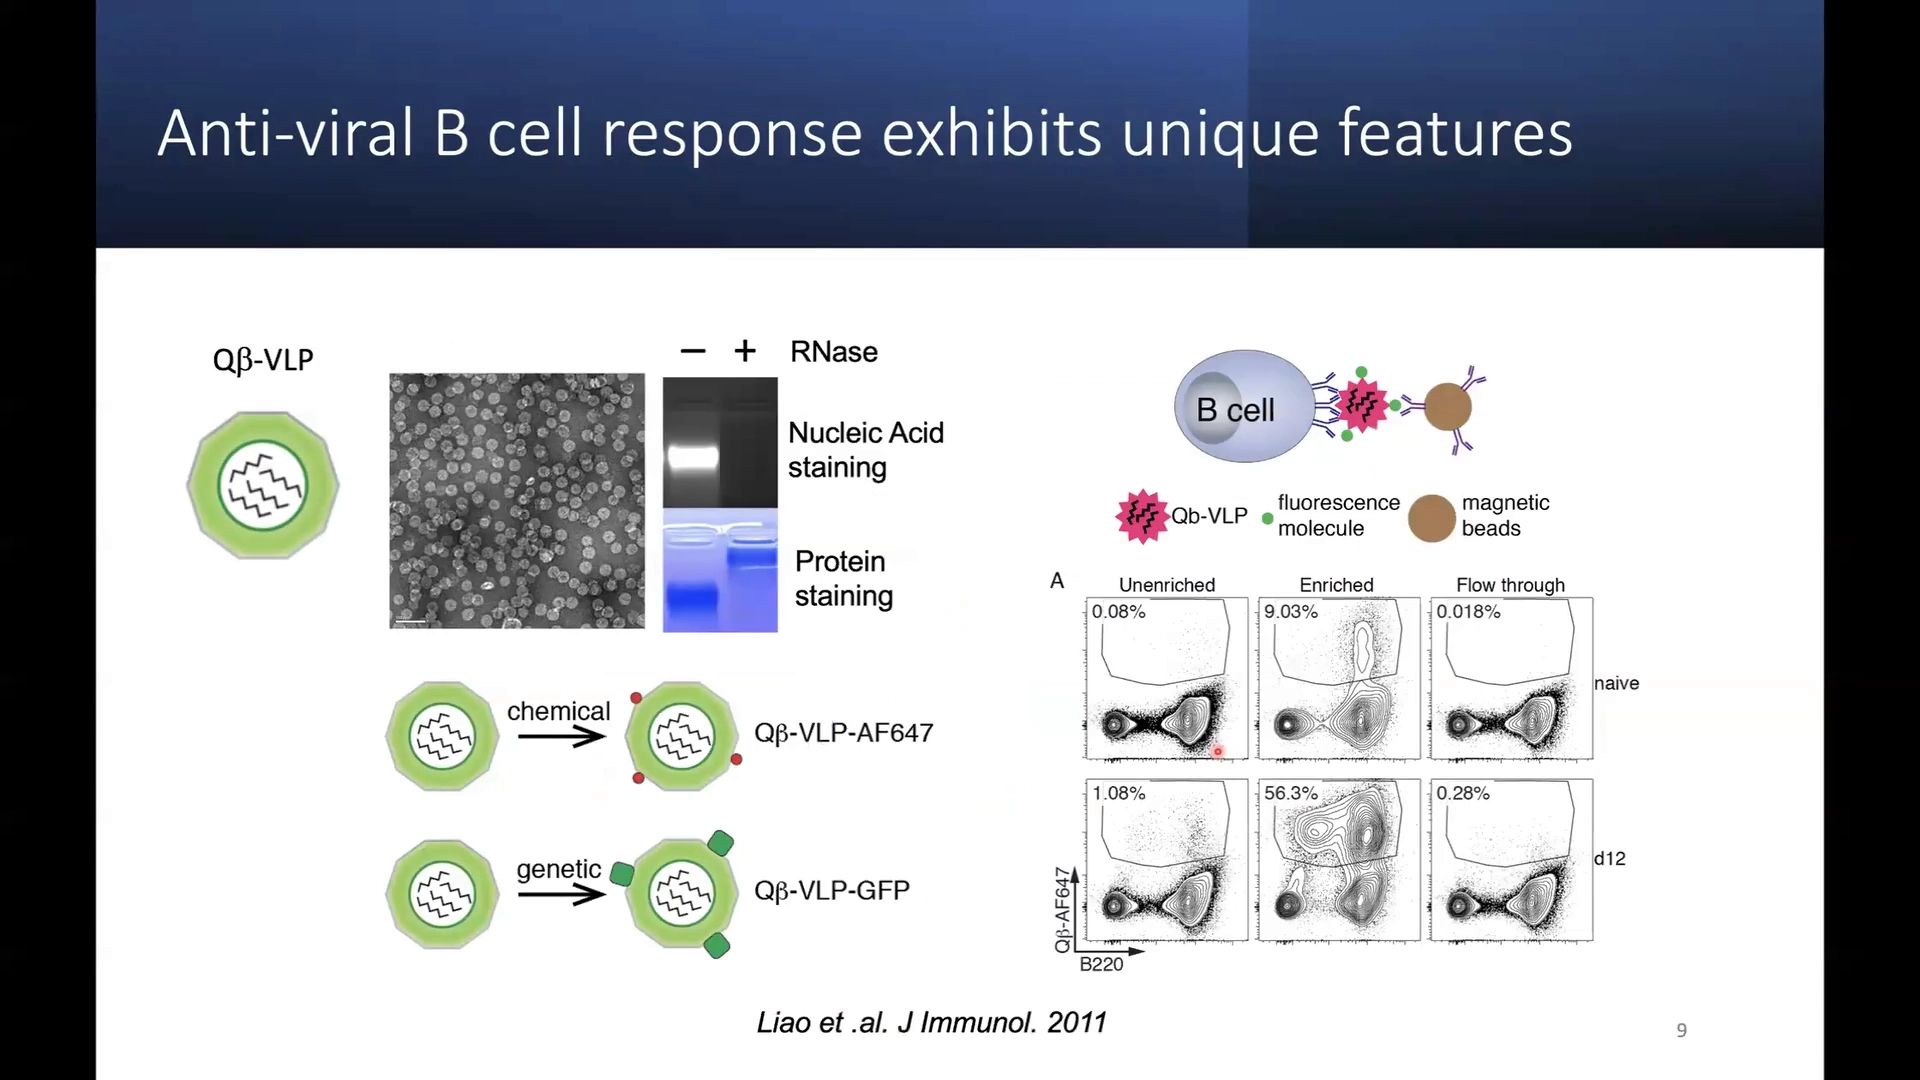 Anti-viral B cell response exhibits unique features
Qβ-VLP
− + RNase
Nucleic Acid
staining
Protein
staining
chemical
Qβ-VLP-AF647
genetic
Qβ-VLP-GFP
B cell
Qb-VLP
fluorescence
molecule
magnetic
beads
A
Unenriched Enriched Flow through
0.08% 9.03% 0.018%
naive
1.08% 56.3% 0.28%
d12
Qβ-AF647
B220
Liao et .al. J Immunol. 2011
9